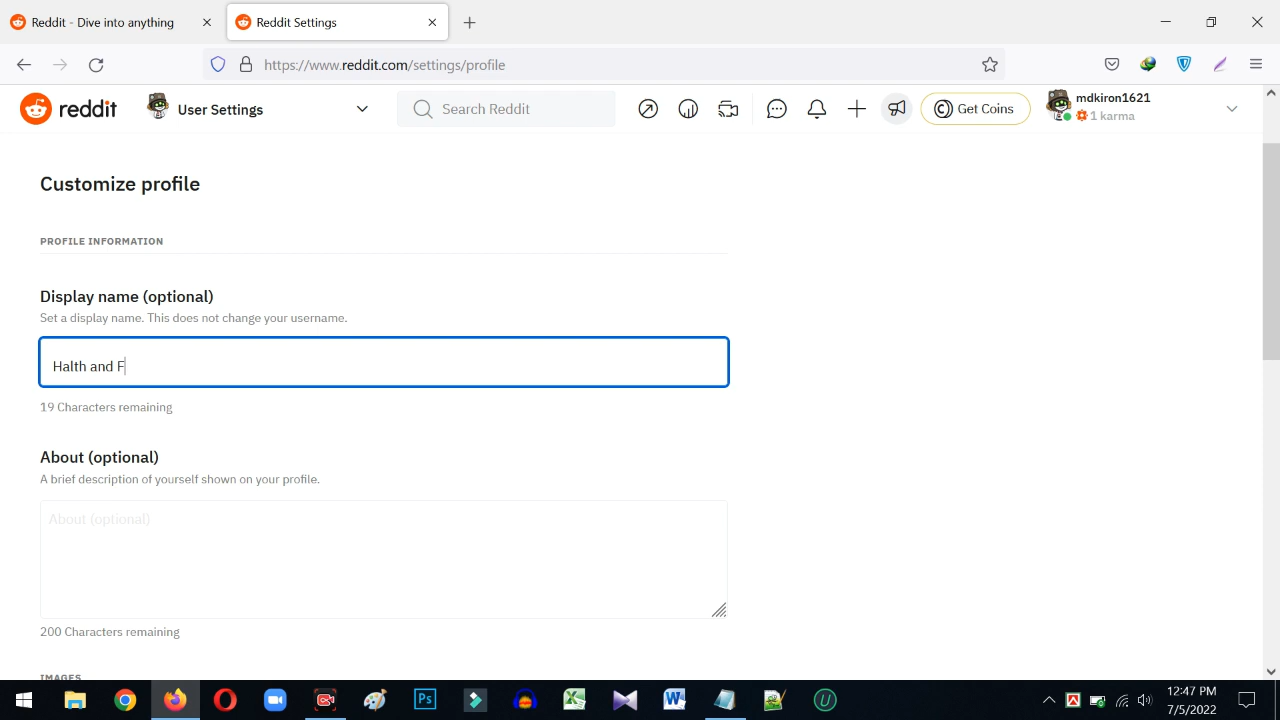 Reddit - Dive into anything
Reddit Settings
https://www.reddit.com/settings/profile
reddit
User Settings
Search Reddit
Get Coins
mdkiron1621
1 karma
Customize profile
PROFILE INFORMATION
Display name (optional)
Set a display name. This does not change your username.
Halth and F
19 Characters remaining
About (optional)
A brief description of yourself shown on your profile.
About (optional)
200 Characters remaining
IMAGES
Ps
12:47 PM
7/5/2022